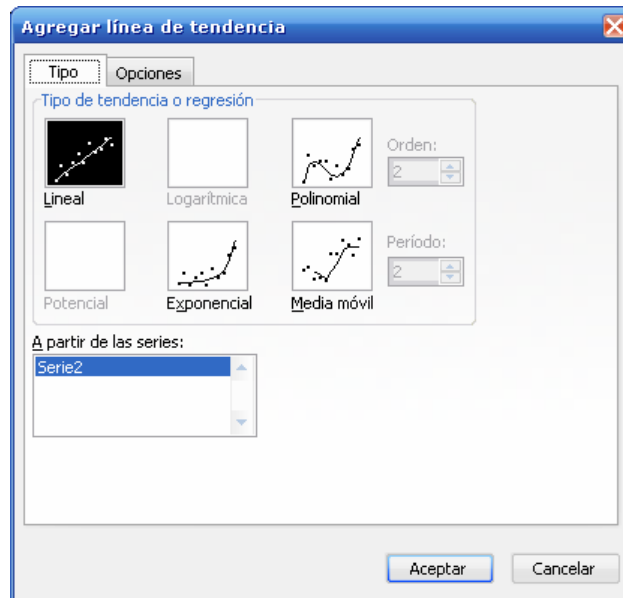 Agregar línea de tendencia
Tipo
Opciones
Tipo de tendencia o regresión
Lineal
Logarítmica
Polinomial
Orden:
2
Potencial
Exponencial
Media móvil
Período:
2
A partir de las series:
Serie2
Aceptar
Cancelar